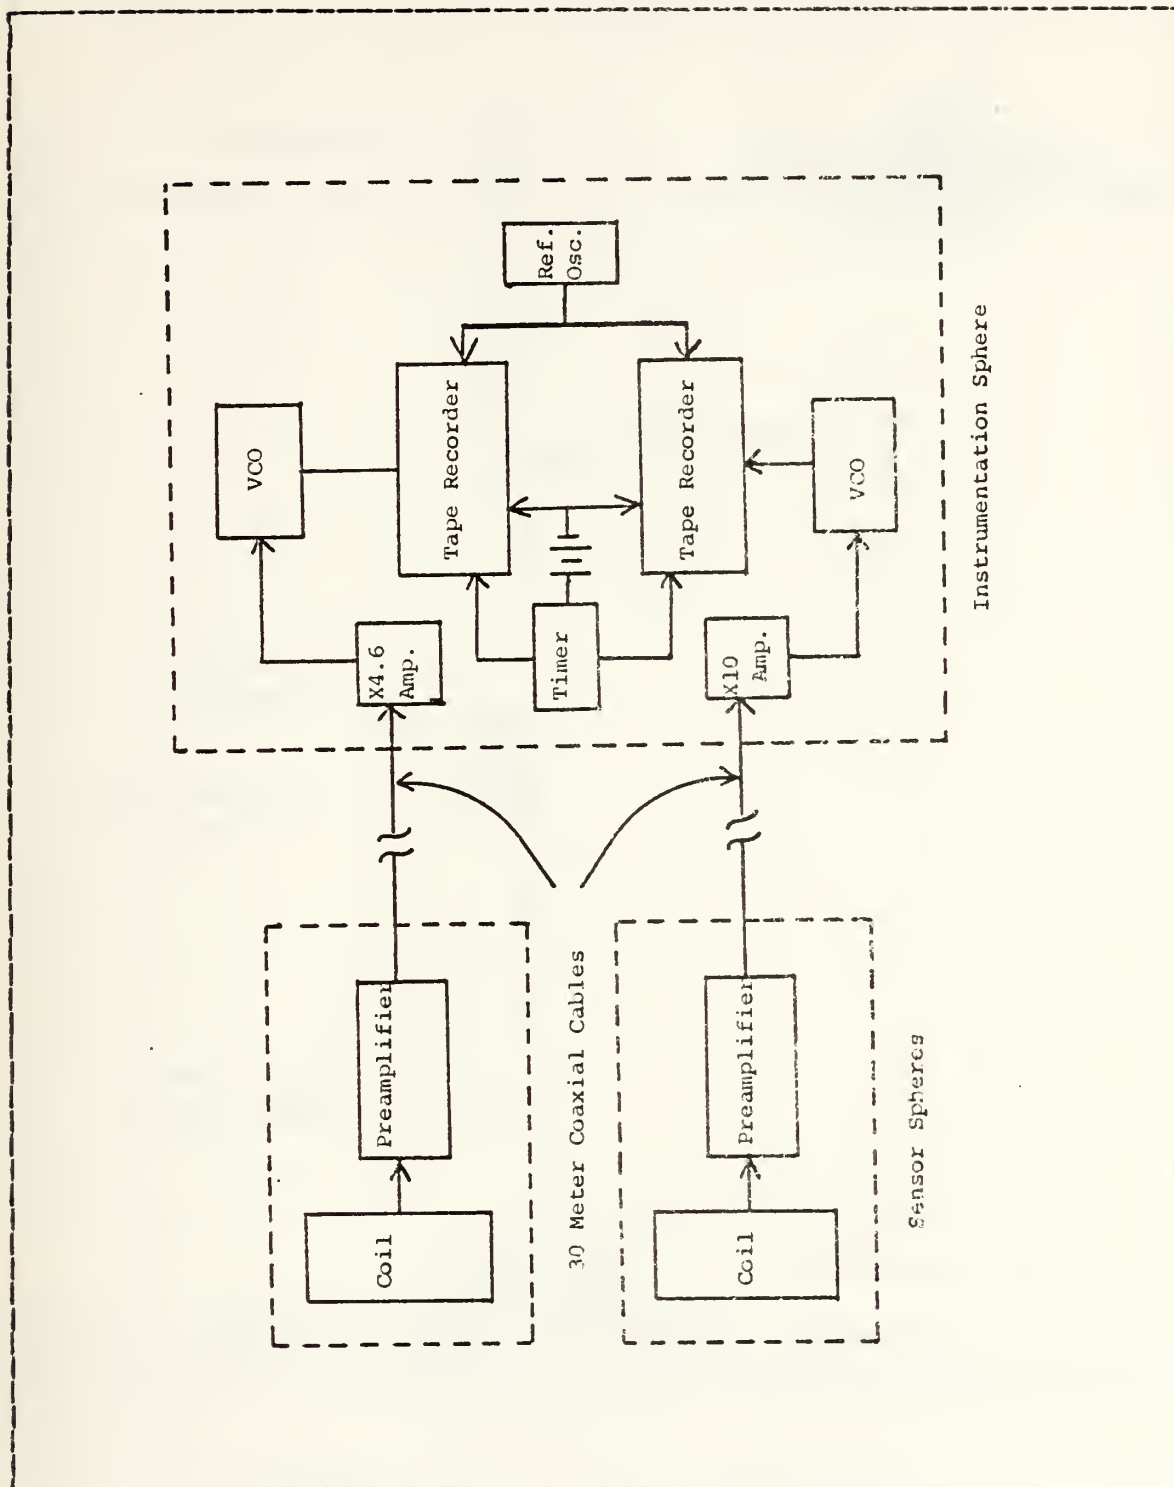 Coil
Preamplifier
X4.6
Amp.
VCO
Tape Recorder
Ref.
Osc.
Timer
30 Meter Coaxial Cables
Coil
Preamplifier
X10
Amp.
Tape Recorder
VCO
Sensor Spheres
Instrumentation Sphere